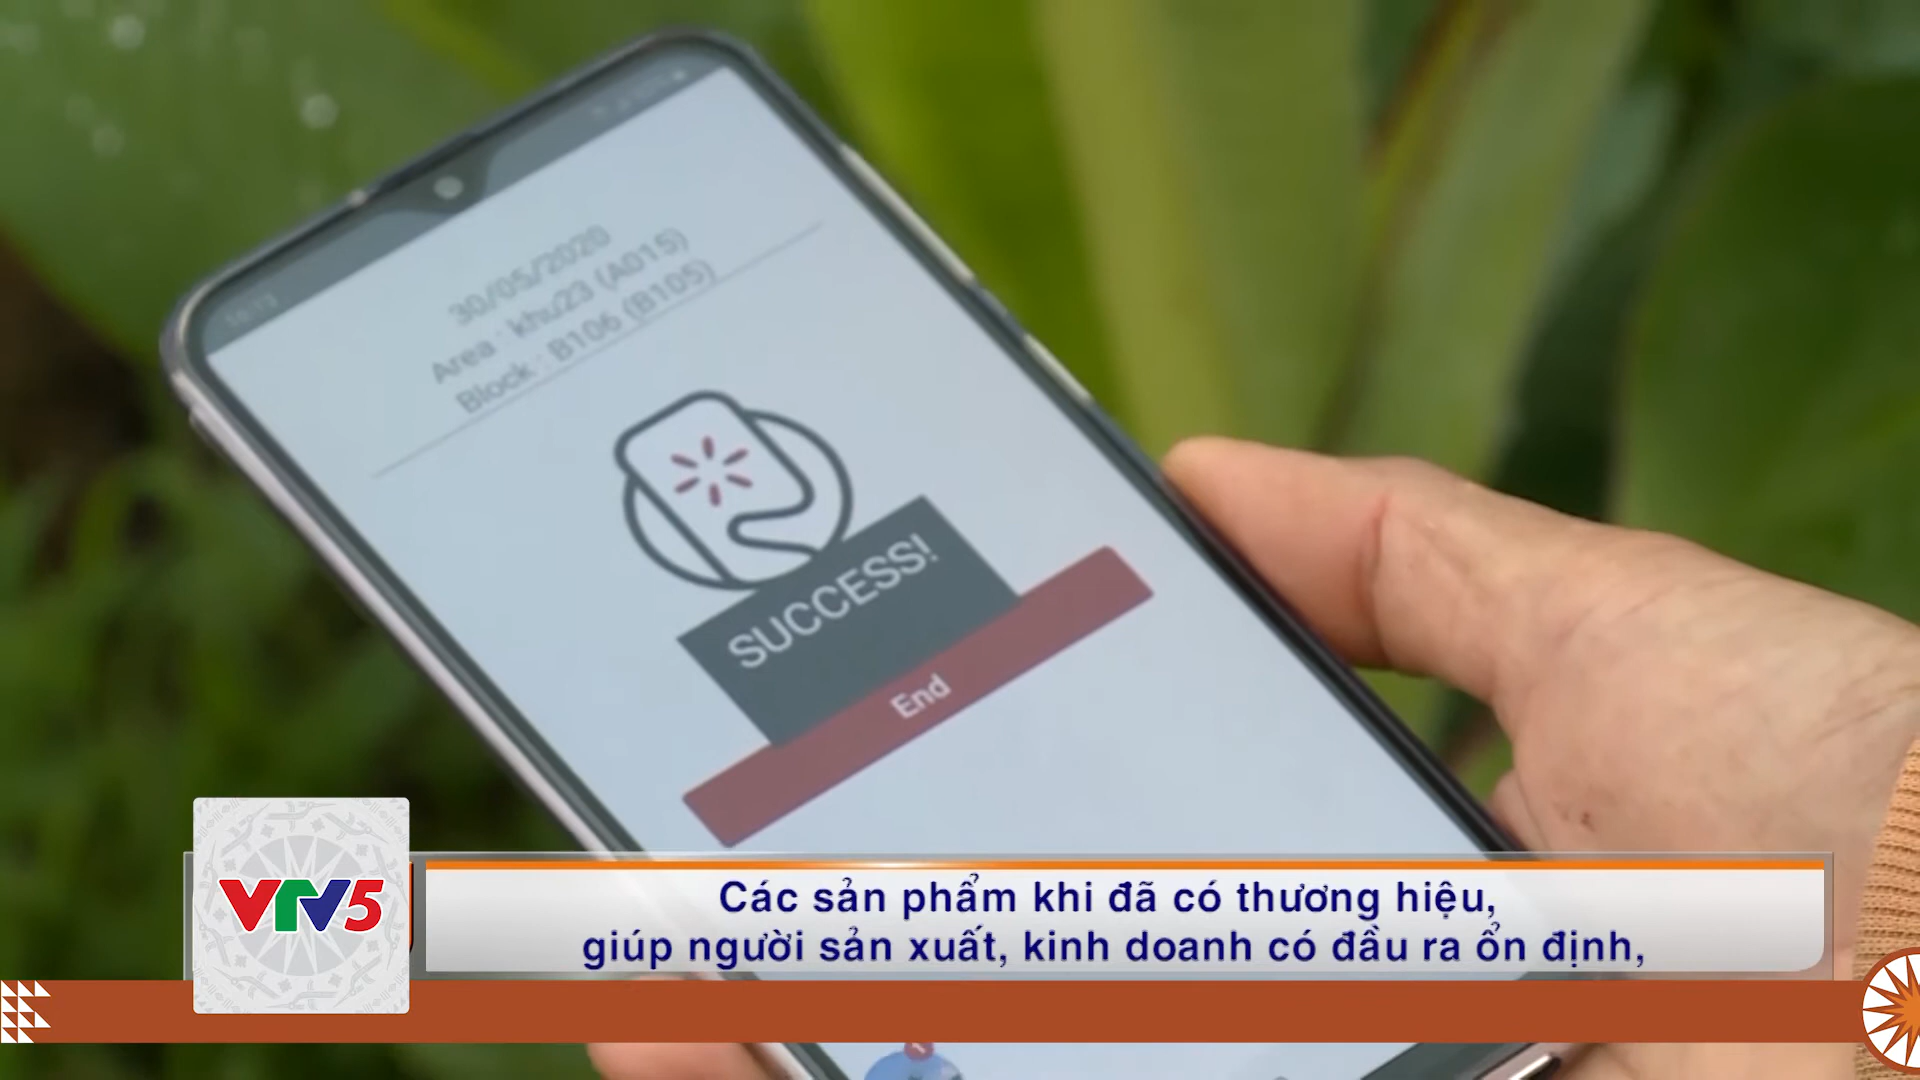 30/05/2020
Area : khu23 (A015)
Block : B106 (B105)
SUCCESS!
End
VTV5
Các sản phẩm khi đã có thương hiệu,
giúp người sản xuất, kinh doanh có đầu ra ổn định,